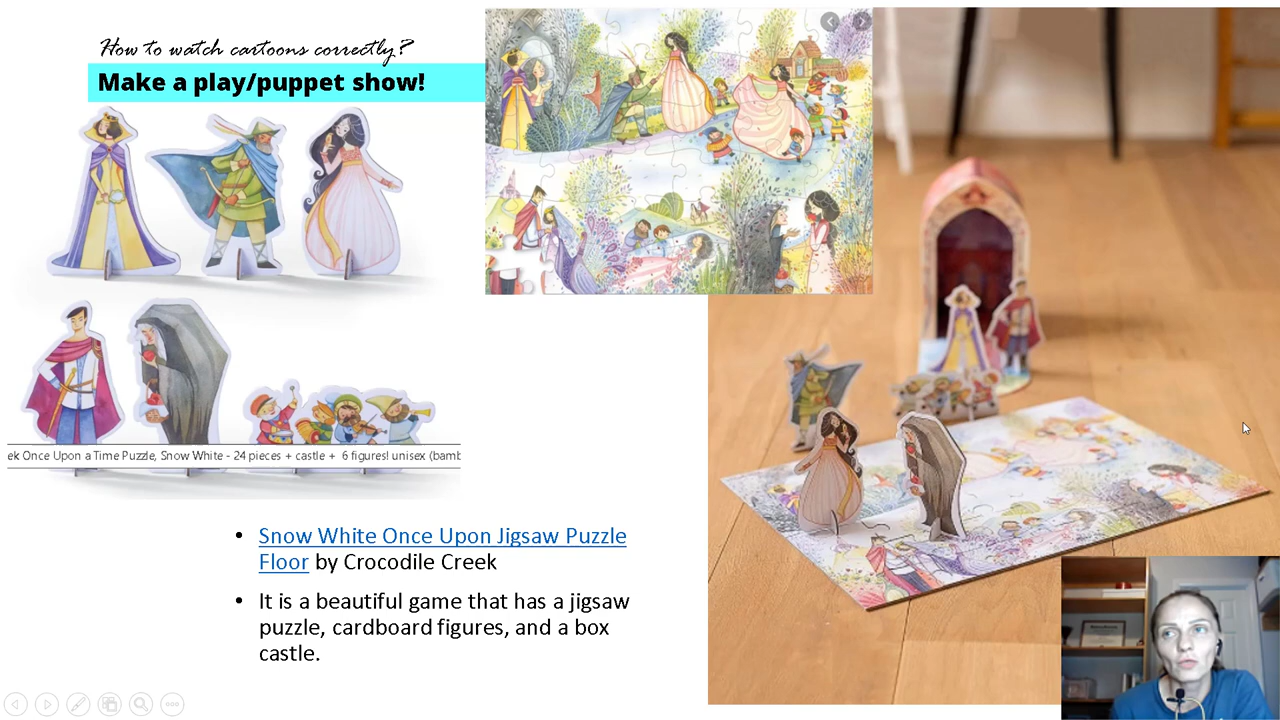 How to watch cartoons correctly?
Make a play/puppet show!
ek Once Upon a Time Puzzle, Snow White - 24 pieces + castle + 6 figures! unisex (bamb
• Snow White Once Upon Jigsaw Puzzle
Floor by Crocodile Creek
• It is a beautiful game that has a jigsaw
puzzle, cardboard figures, and a box
castle.